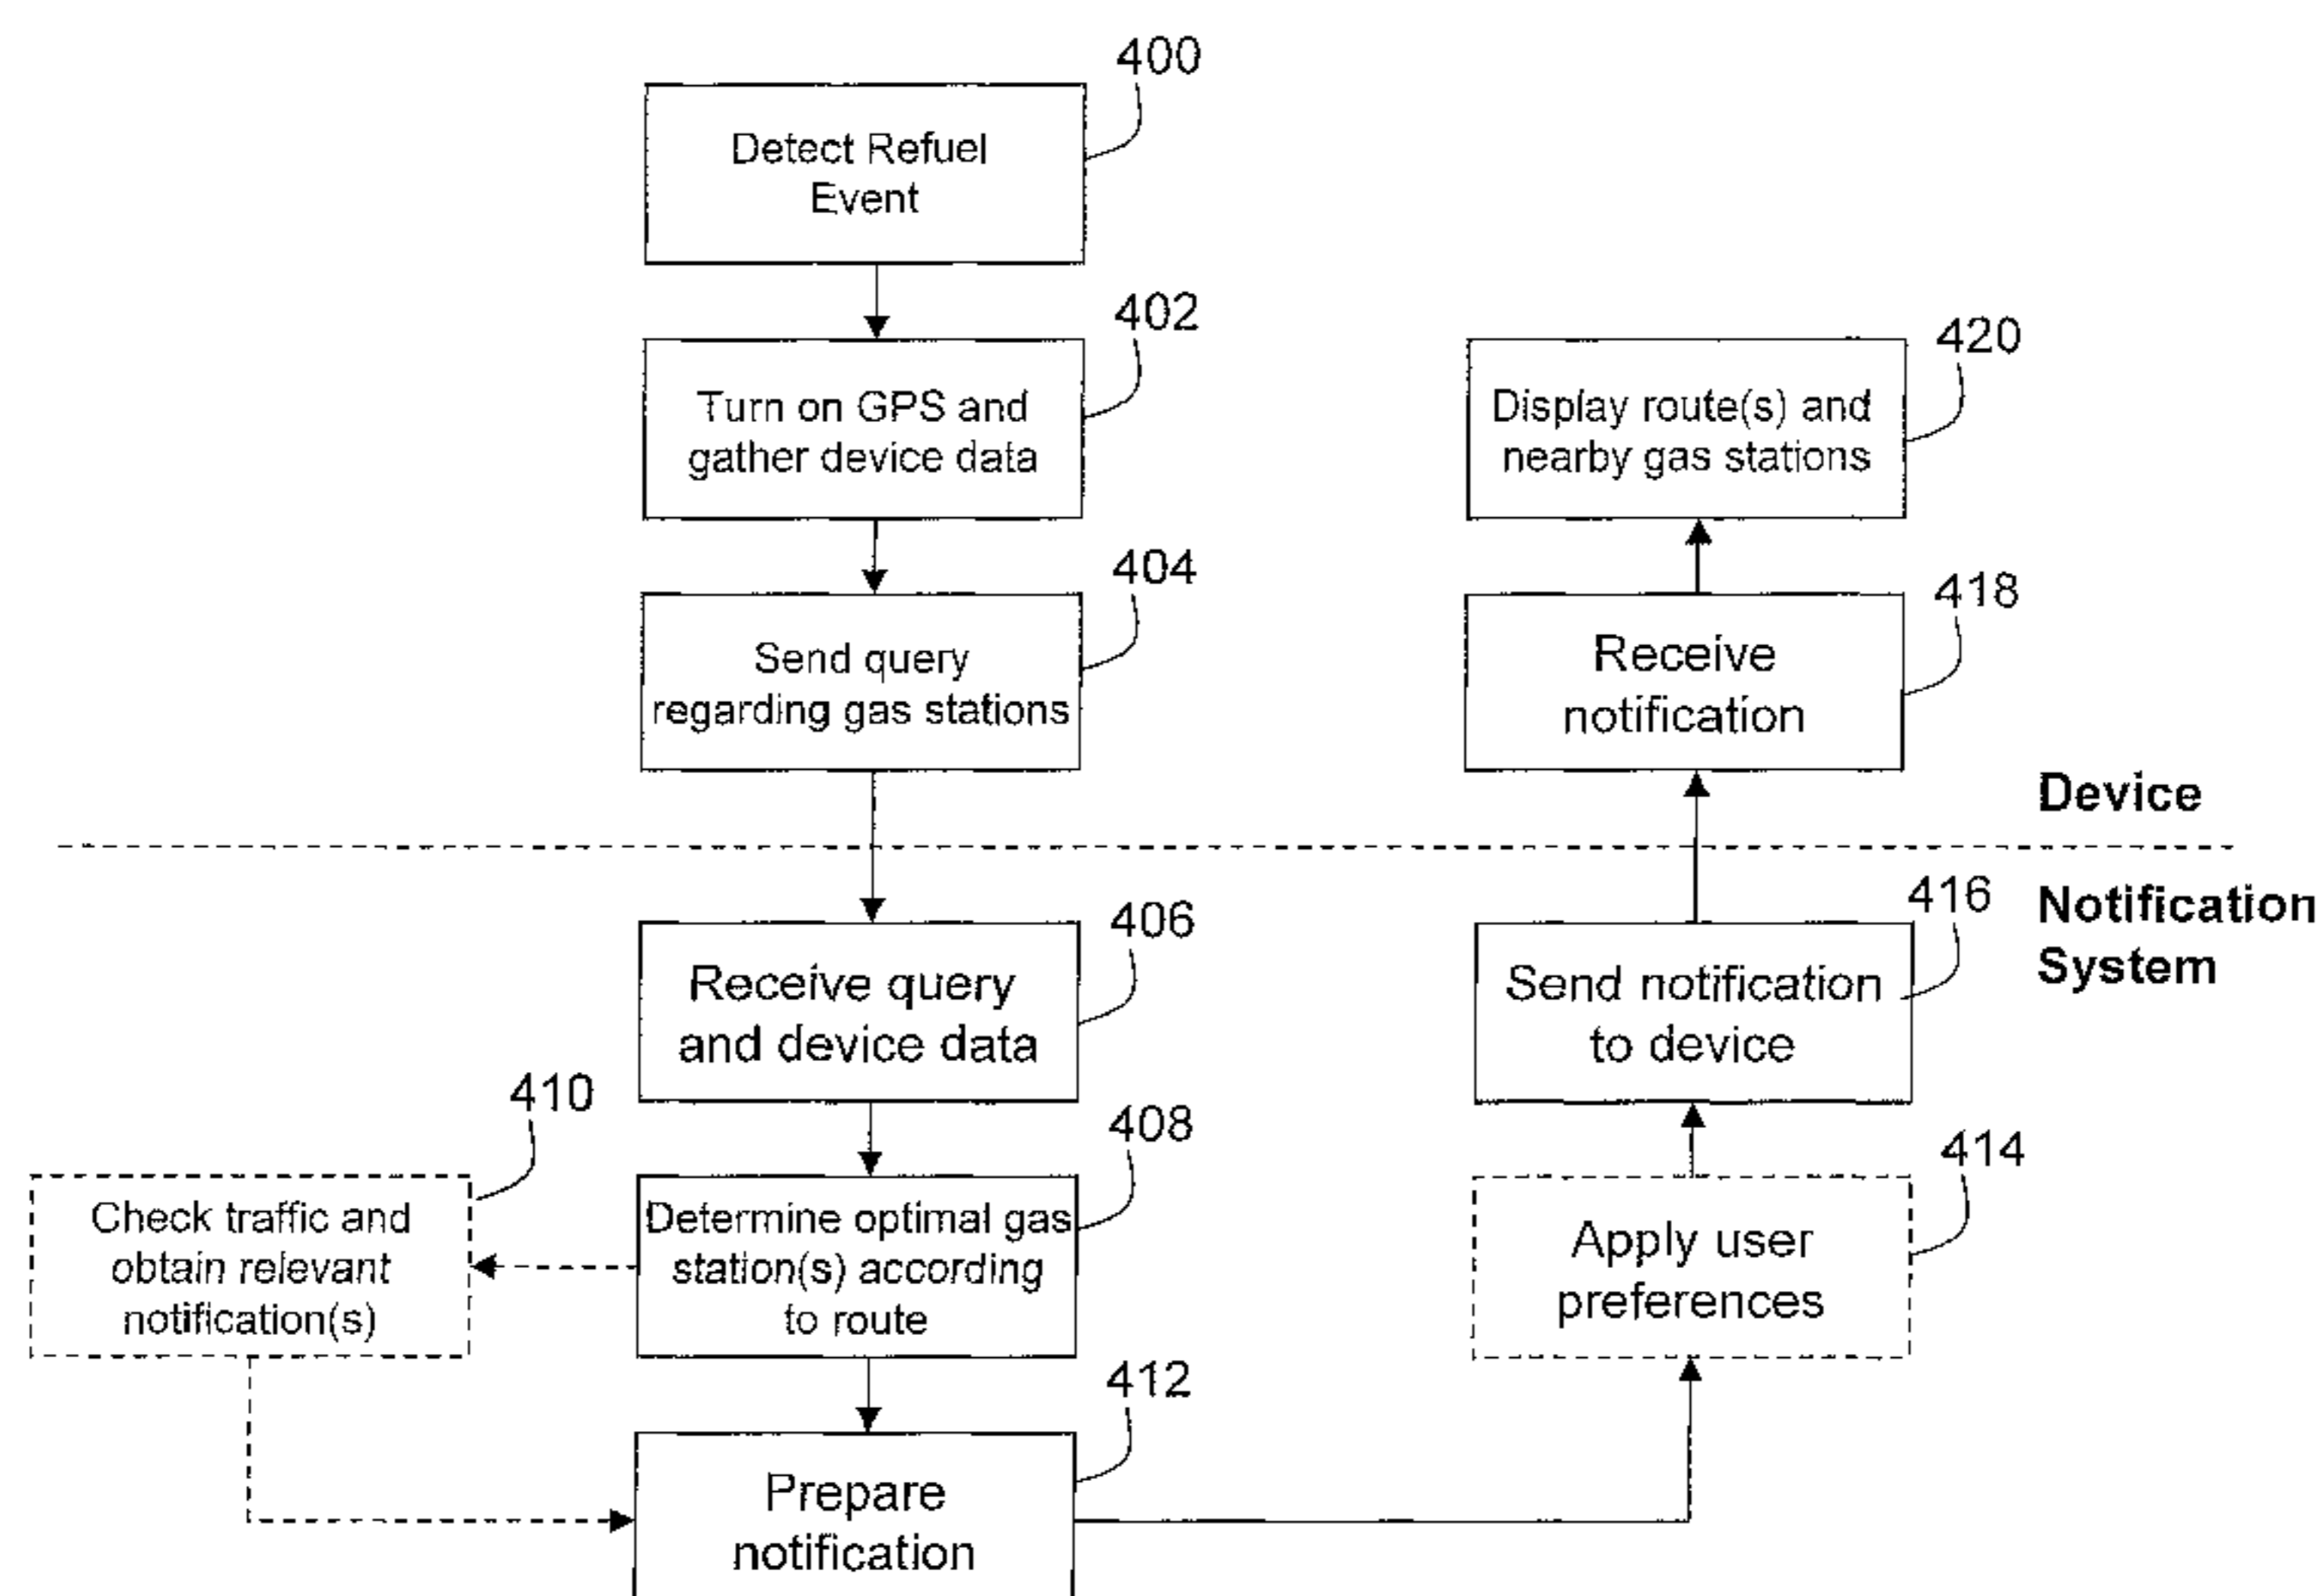 400
Detect Refuel
Event
402
Turn on GPS and
gather device data
404
Send query
regarding gas stations
406
Receive query
and device data
408
Determine optimal gas
station(s) according
to route
410
Check traffic and
obtain relevant
notification(s)
412
Prepare
notification
414
Apply user
preferences
416
Send notification
to device
418
Receive
notification
420
Display route(s) and
nearby gas stations
Device
Notification
System